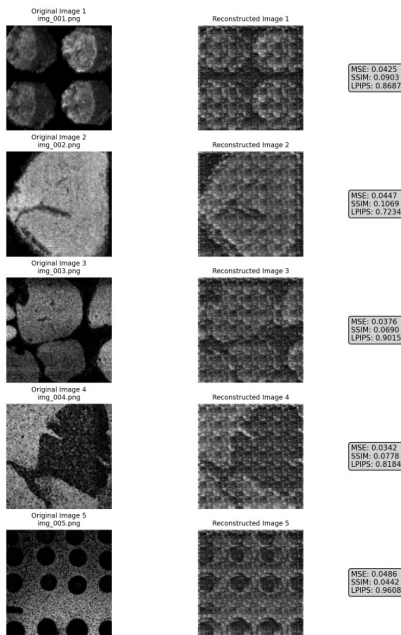 Original Image 1
img_001.png
Reconstructed Image 1
MSE: 0.0425
SSIM: 0.0903
LPIPS: 0.8687
Original Image 2
img_002.png
Reconstructed Image 2
MSE: 0.0447
SSIM: 0.1069
LPIPS: 0.7234
Original Image 3
img_003.png
Reconstructed Image 3
MSE: 0.0376
SSIM: 0.0690
LPIPS: 0.9015
Original Image 4
img_004.png
Reconstructed Image 4
MSE: 0.0342
SSIM: 0.0778
LPIPS: 0.8184
Original Image 5
img_005.png
Reconstructed Image 5
MSE: 0.0486
SSIM: 0.0442
LPIPS: 0.9608